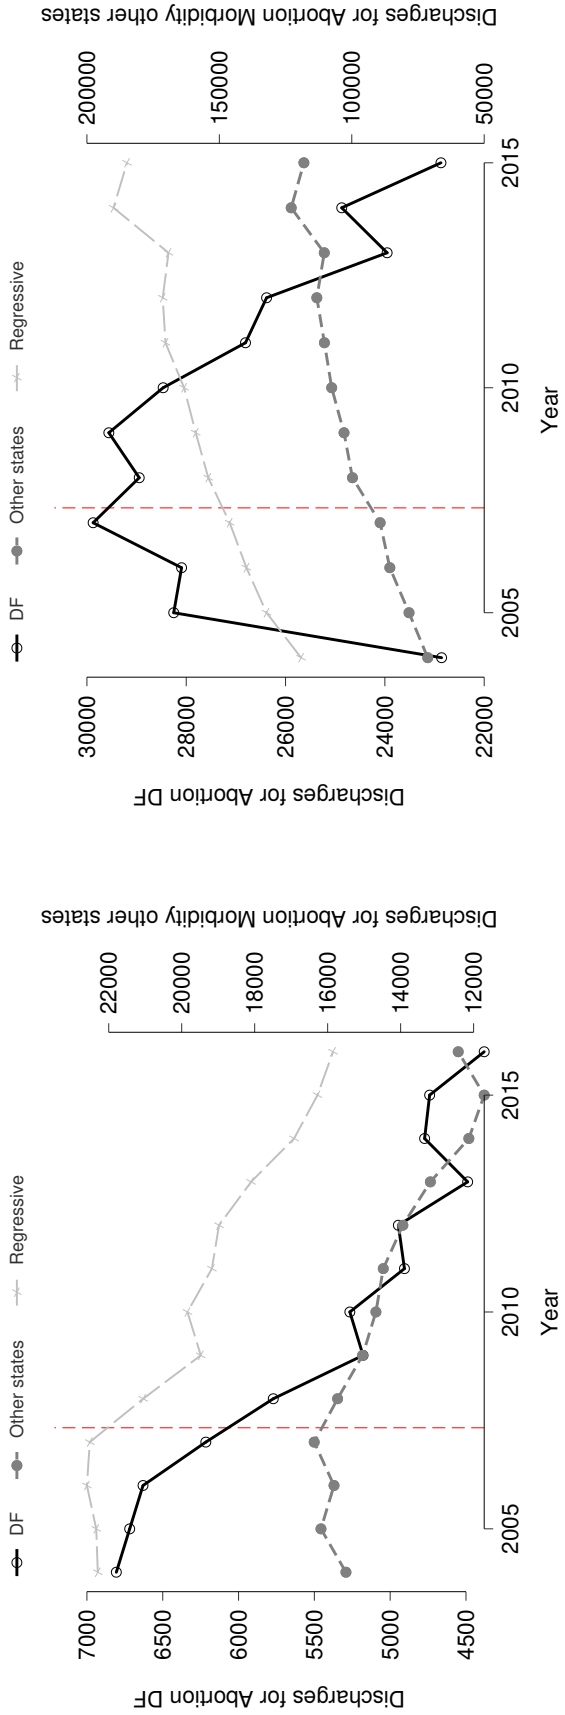 DF Other states Regressive
Discharges for Abortion DF
7000
6500
6000
5500
5000
4500
22000
20000
18000
16000
14000
12000
Discharges for Abortion Morbidity other states
2005 2010 2015
Year
DF Other states Regressive
Discharges for Abortion DF
30000
28000
26000
24000
22000
200000
150000
100000
50000
Discharges for Abortion Morbidity other states
2005 2010 2015
Year